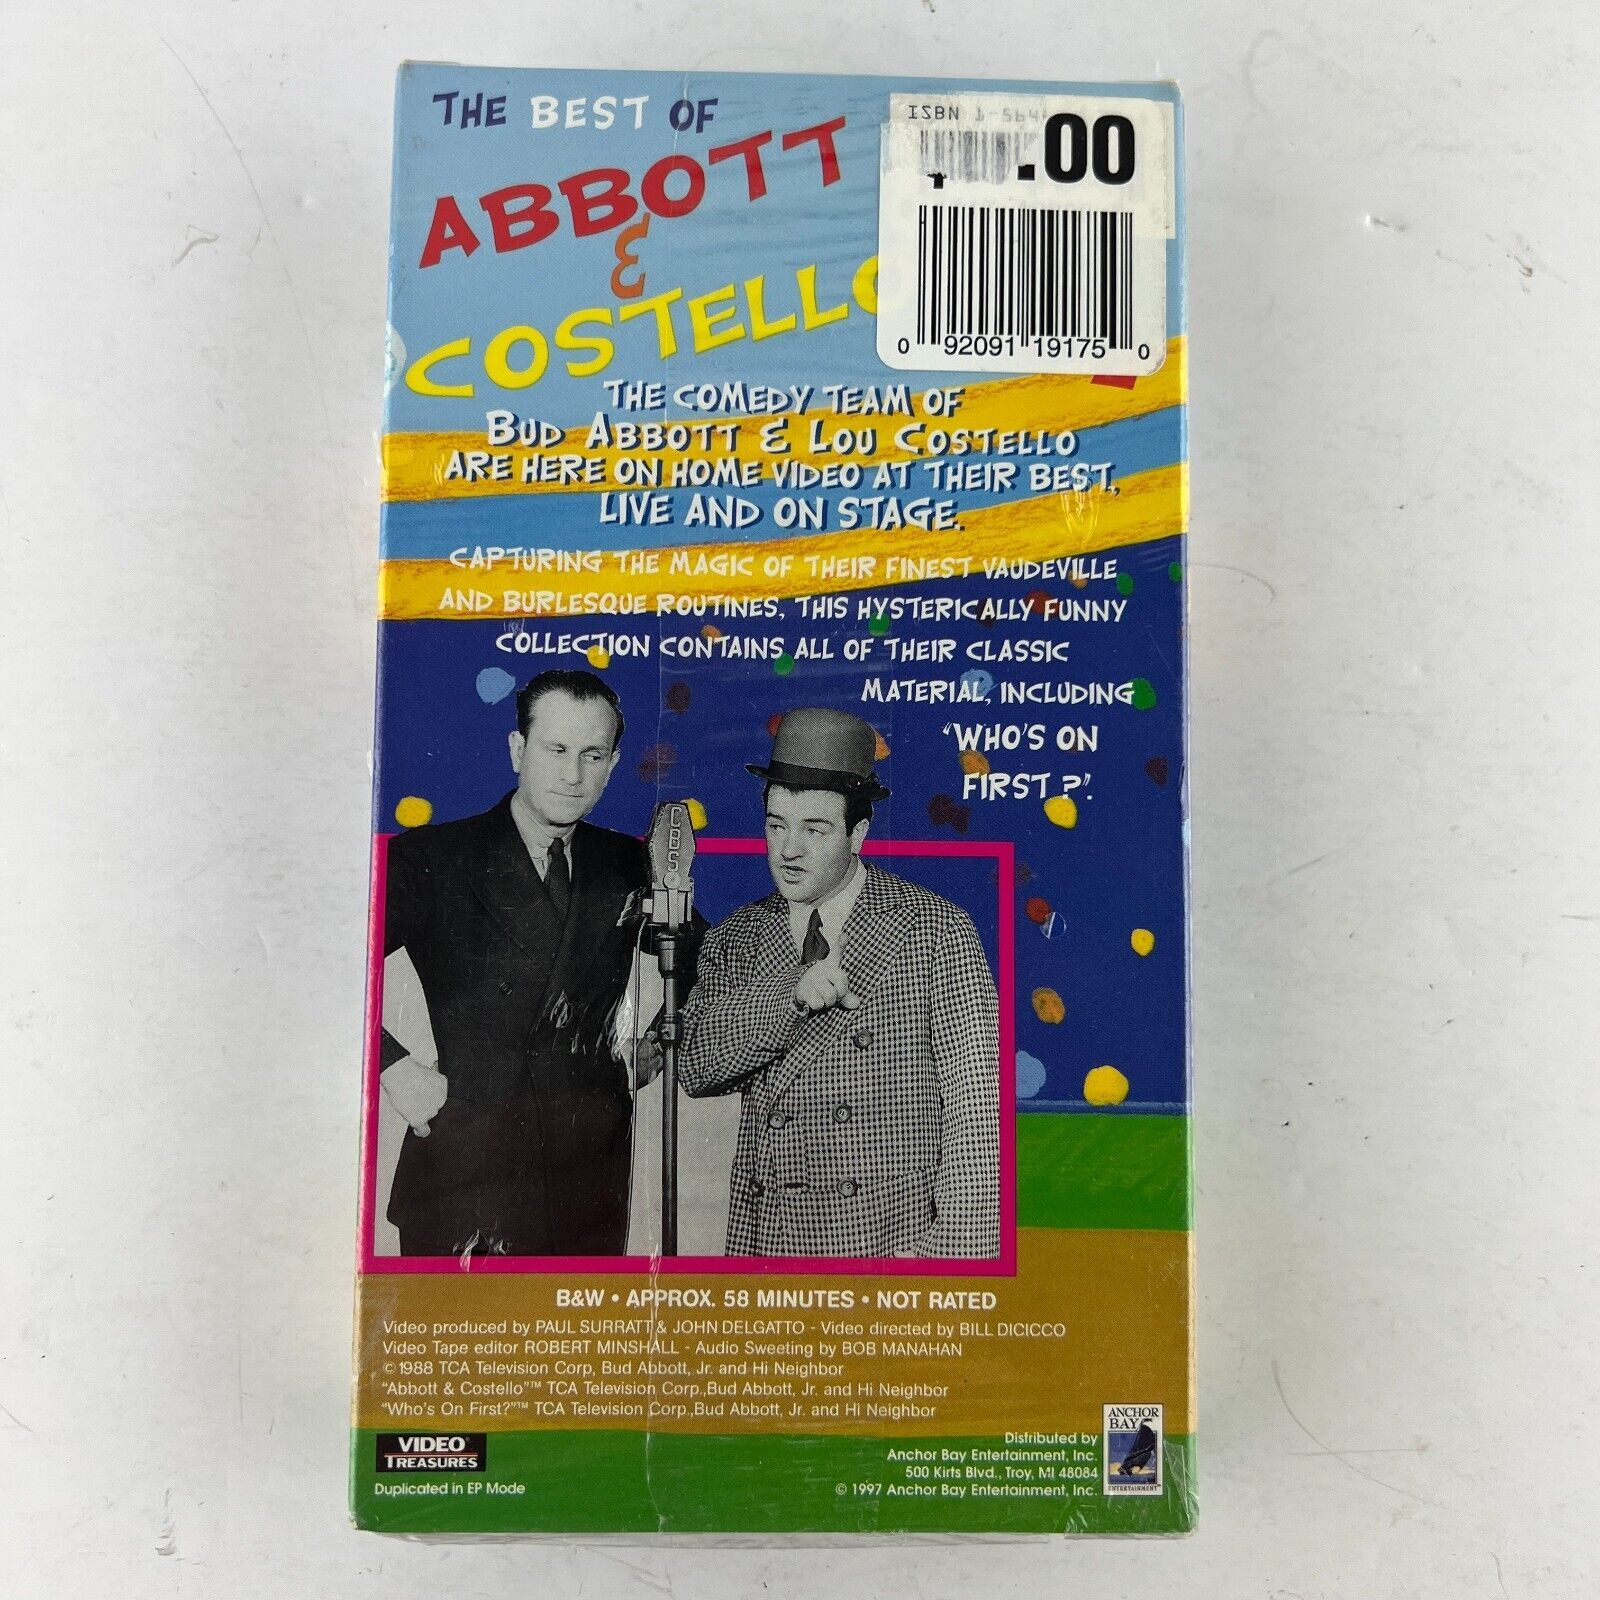 THE BEST OF
ABBOTT
&
COSTELLO
ISBN
.00
0 92091 19175 0
THE COMEDY TEAM OF
BUD ABBOTT & LOU COSTELLO
ARE HERE ON HOME VIDEO AT THEIR BEST,
LIVE AND ON STAGE.
CAPTURING THE MAGIC OF THEIR FINEST VAUDEVILLE
AND BURLESQUE ROUTINES, THIS HYSTERICALLY FUNNY
COLLECTION CONTAINS ALL OF THEIR CLASSIC
MATERIAL, INCLUDING
"WHO'S ON
FIRST?".
CBS
B&W • APPROX. 58 MINUTES • NOT RATED
Video produced by PAUL SURRATT & JOHN DELGATTO - Video directed by BILL DICICCO
Video Tape editor ROBERT MINSHALL - Audio Sweeting by BOB MANAHAN
© 1988 TCA Television Corp, Bud Abbott, Jr. and Hi Neighbor
"Abbott & Costello"™ TCA Television Corp.,Bud Abbott, Jr. and Hi Neighbor
"Who's On First?"™ TCA Television Corp.,Bud Abbott, Jr. and Hi Neighbor
VIDEO
TREASURES
Duplicated in EP Mode
Distributed by
Anchor Bay Entertainment, Inc.
500 Kirts Blvd., Troy, MI 48084
© 1997 Anchor Bay Entertainment, Inc.
ANCHOR
BAY
ENTERTAINMENT